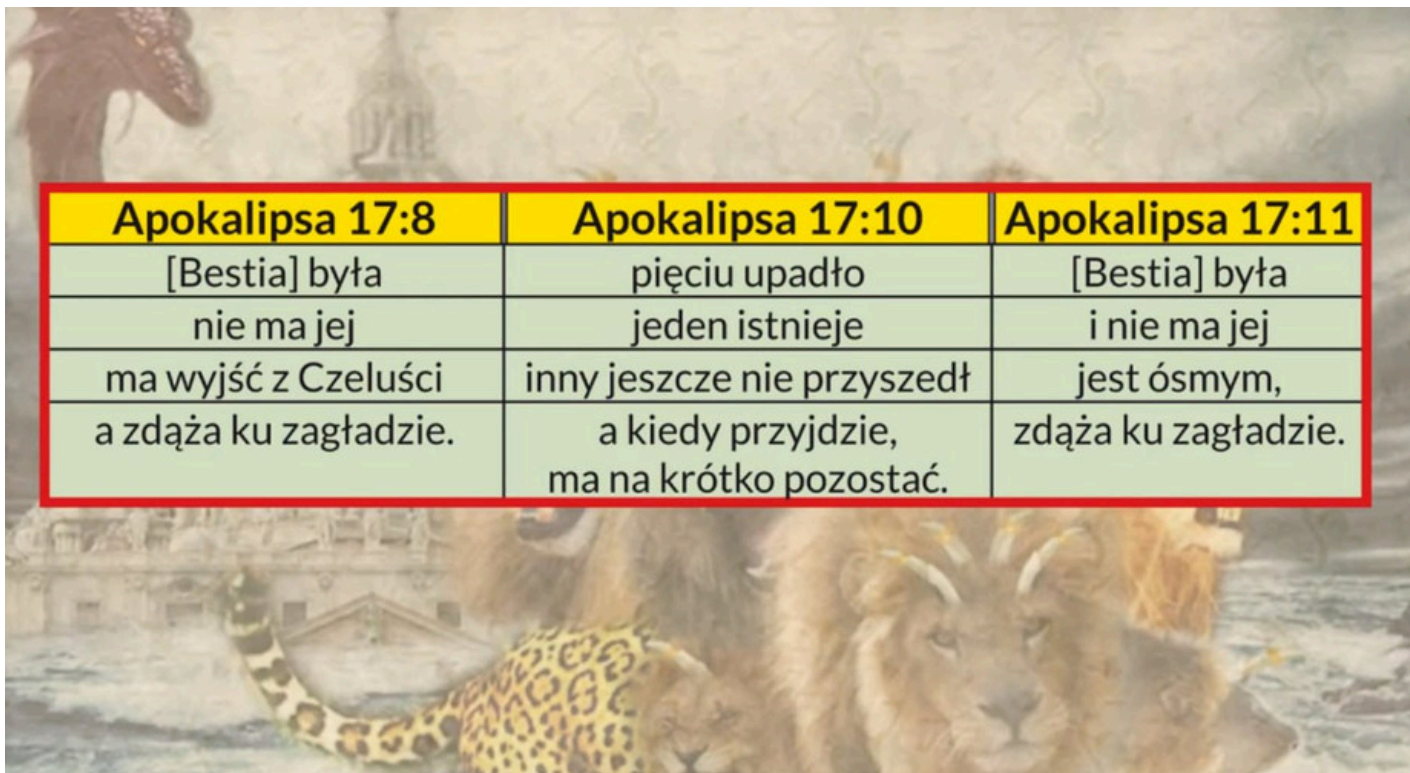 Apokalipsa 17:8 Apokalipsa 17:10 Apokalipsa 17:11
[Bestia] była pięciu upadło [Bestia] była
nie ma jej jeden istnieje i nie ma jej
ma wyjść z Czeluści inny jeszcze nie przyszedł jest ósmym,
a zdąża ku zagładzie. a kiedy przyjdzie, zdąża ku zagładzie.
ma na krótko pozostać.